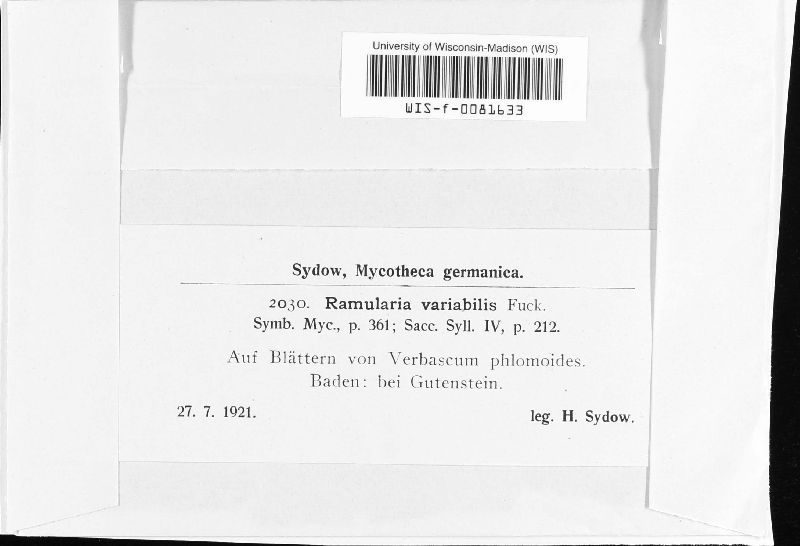 University of Wisconsin-Madison (WIS)
WIS-f-0081633
Sydow, Mycotheca germanica.
2030. Ramularia variabilis Fuck.
Symb. Myc., p. 361; Sacc. Syll. IV, p. 212.
Auf Blättern von Verbascum phlomoides.
Baden: bei Gutenstein.
27. 7. 1921. leg. H. Sydow.